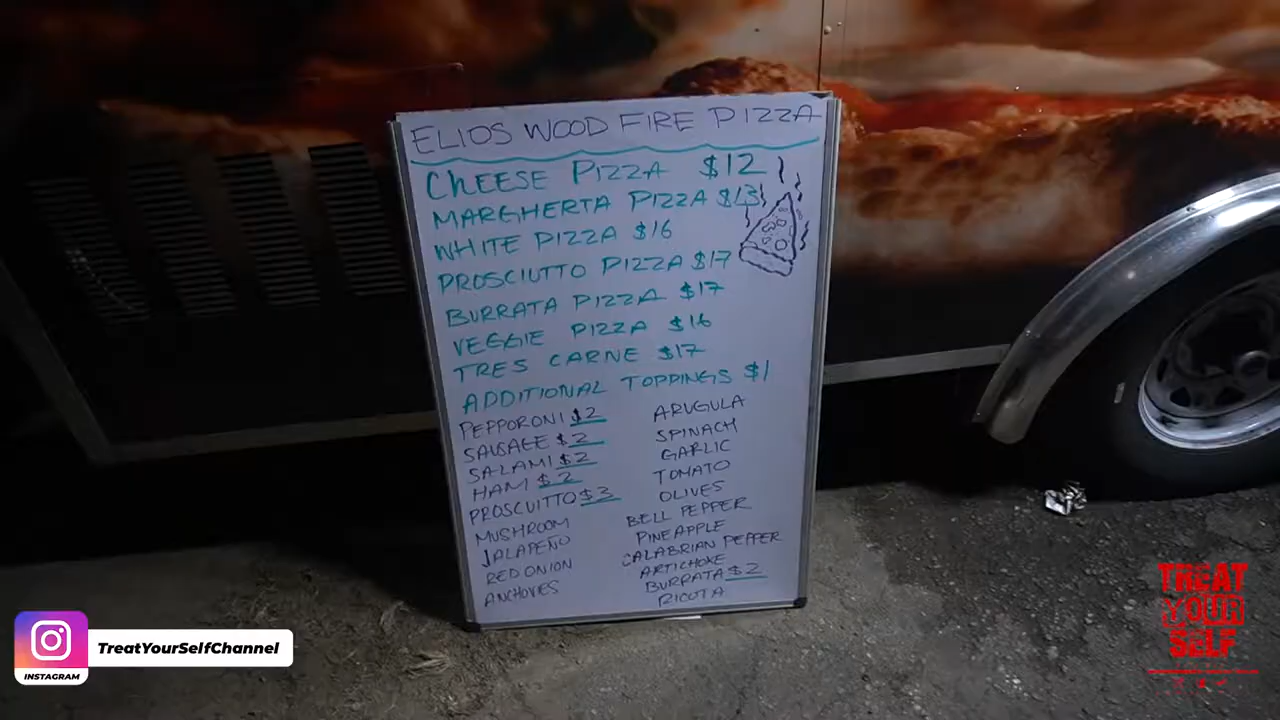 ELIOS WOOD FIRE PIZZA
CHEESE PIZZA $12
MARGHERTA PIZZA $13
WHITE PIZZA $16
PROSCIUTTO PIZZA $17
BURRATA PIZZA $17
VEGGIE PIZZA $16
TRES CARNE $17
ADDITIONAL TOPPINGS $1
PEPPORONI $2
SAUSAGE $2
SALAMI $2
HAM $2
PROSCUITTO $3
MUSHROOM
JALAPEÑO
RED ONION
ANCHOVES
ARUGULA
SPINACH
GARLIC
TOMATO
OLIVES
BELL PEPPER
PINEAPPLE
CALABRIAN PEPPER
ARTICHOKE
BURRATA $2
RICOTA
TreatYourSelfChannel
INSTAGRAM
TREAT
YOUR
SELF